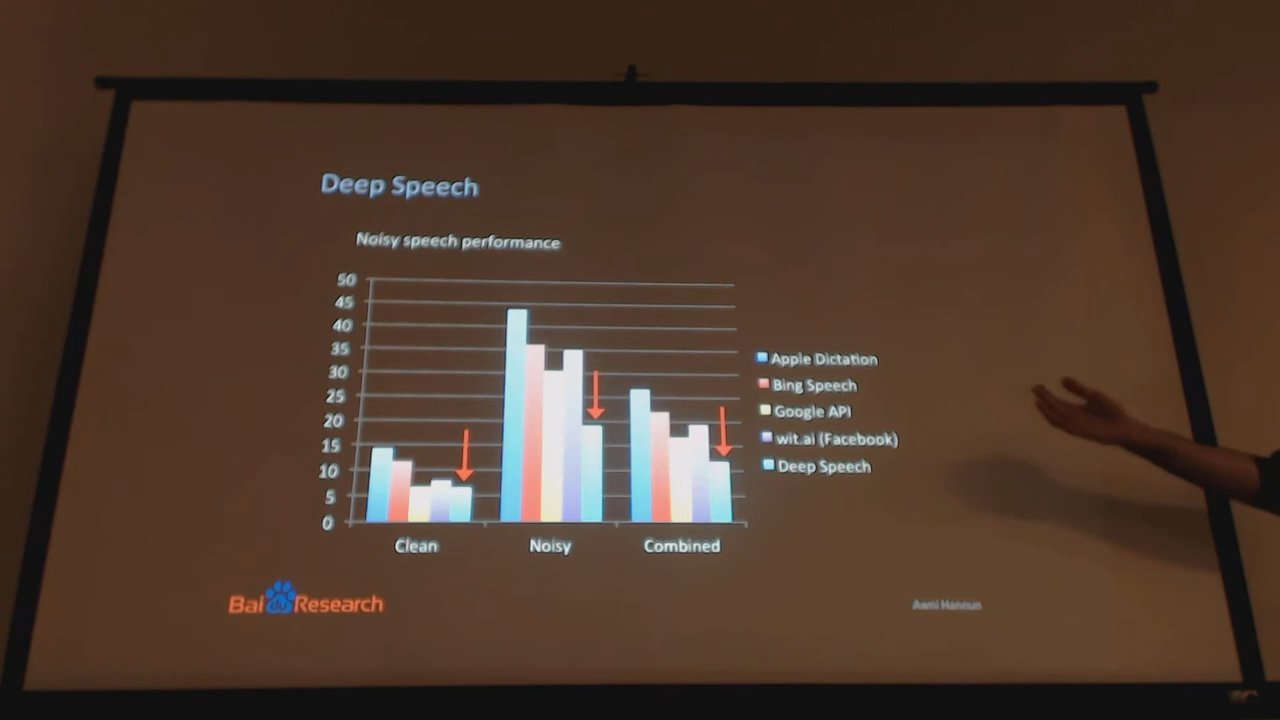 Deep Speech
Noisy speech performance
50
45
40
35
30
25
20
15
10
5
0
Clean Noisy Combined
Apple Dictation
Bing Speech
Google API
wit.ai (Facebook)
Deep Speech
Baidu Research
Awni Hannun